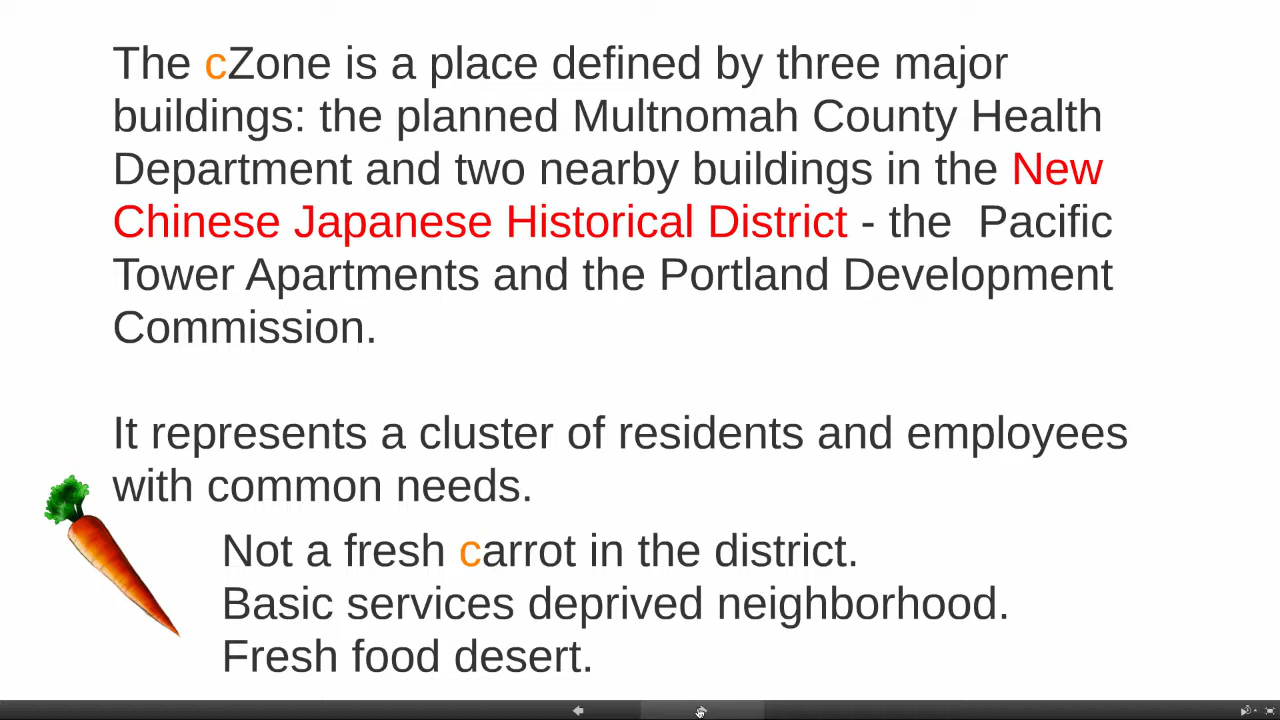 The cZone is a place defined by three major
buildings: the planned Multnomah County Health
Department and two nearby buildings in the New
Chinese Japanese Historical District - the  Pacific
Tower Apartments and the Portland Development
Commission.
It represents a cluster of residents and employees
with common needs.
Not a fresh carrot in the district.
Basic services deprived neighborhood.
Fresh food desert.